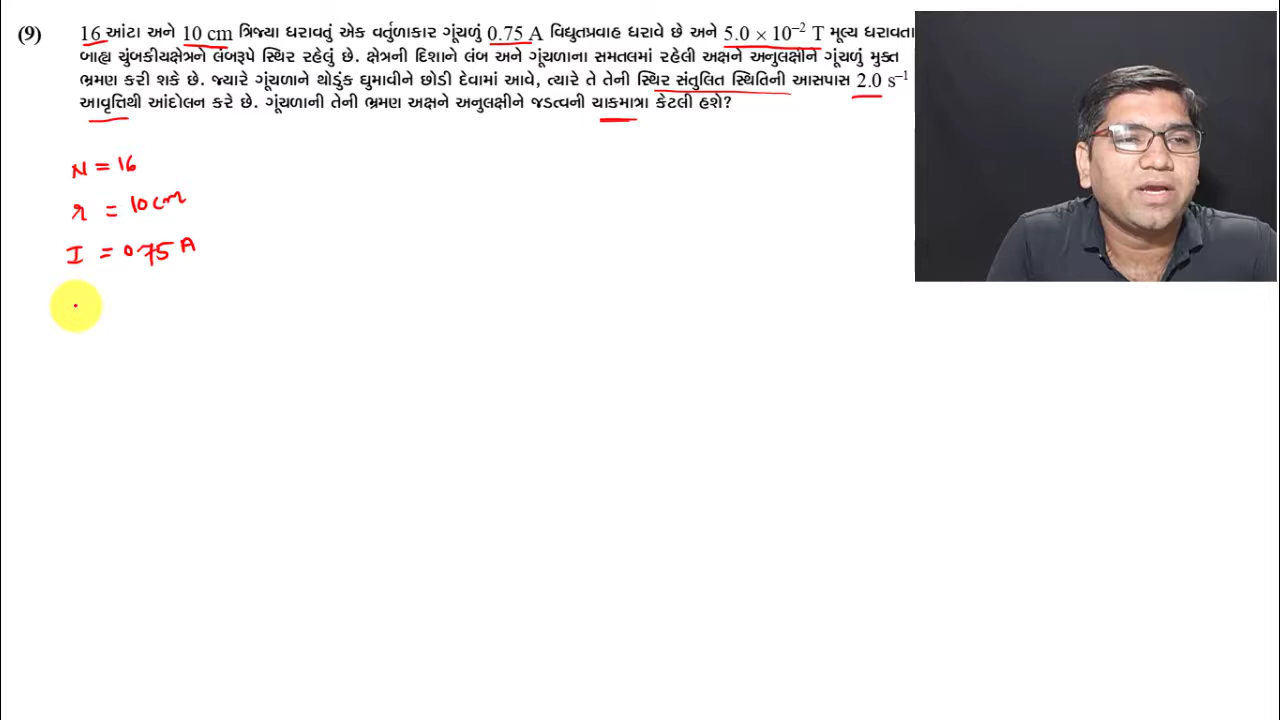 (9) 16 આંટા અને 10 cm ત્રિજ્યા ધરાવતું એક વર્તુળાકાર ગૂંચળું 0.75 A વિદ્યુતપ્રવાહ ધરાવે છે અને 5.0 × 10⁻² T મૂલ્ય ધરાવતા
બાહ્ય ચુંબકીયક્ષેત્રને લંબરૂપે સ્થિર રહેલું છે. ક્ષેત્રની દિશાને લંબ અને ગૂંચળાના સમતલમાં રહેલી અક્ષને અનુલક્ષીને ગૂંચળું મુક્ત
ભ્રમણ કરી શકે છે. જ્યારે ગૂંચળાને થોડુંક ઘુમાવીને છોડી દેવામાં આવે, ત્યારે તે તેની સ્થિર સંતુલિત સ્થિતિની આસપાસ 2.0 s⁻¹
આવૃત્તિથી આંદોલન કરે છે. ગૂંચળાની તેની ભ્રમણ અક્ષને અનુલક્ષીને જડત્વની ચાકમાત્રા કેટલી હશે?
N = 16
r = 10 cm
I = 0.75 A